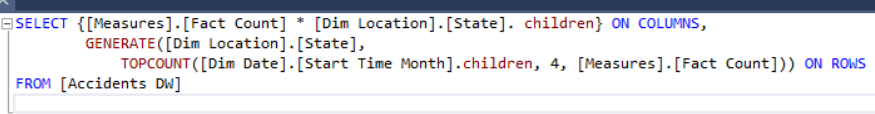 SELECT {[Measures].[Fact Count] * [Dim Location].[State]. children} ON COLUMNS,
GENERATE([Dim Location].[State],
TOPCOUNT([Dim Date].[Start Time Month].children, 4, [Measures].[Fact Count])) ON ROWS
FROM [Accidents DW]